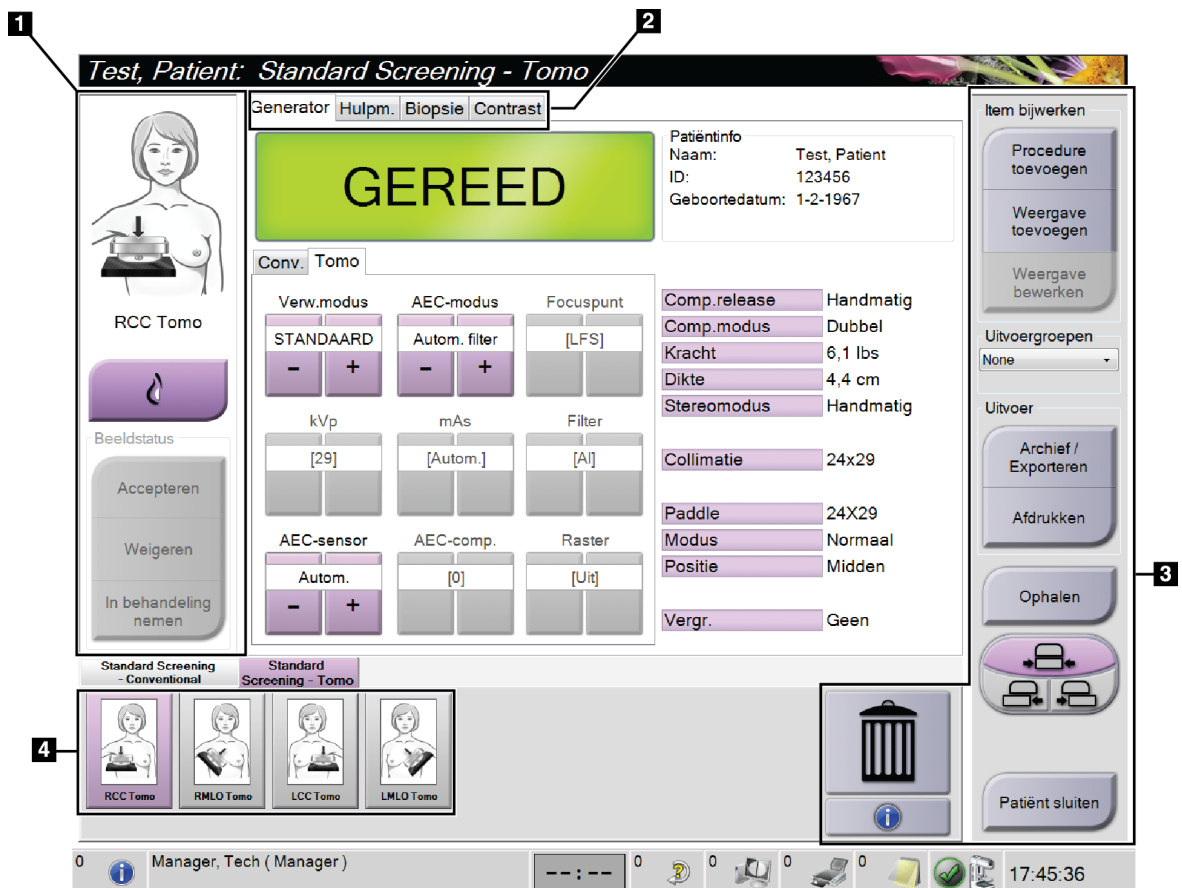 1
2
Test, Patient: Standard Screening - Tomo
Generator Hulpm. Biopsie Contrast
RCC Tomo
Beeldstatus
Accepteren
Weigeren
In behandeling
nemen
GEREED
Patiëntinfo
Naam: Test, Patient
ID: 123456
Geboortedatum: 1-2-1967
Conv. Tomo
Verw.modus AEC-modus Focuspunt
STANDAARD Autom. filter [LFS]
- + - +
kVp mAs Filter
[29] [Autom.] [Al]
AEC-sensor AEC-comp. Raster
Autom. [0] [Uit]
- +
Comp.release Handmatig
Comp.modus Dubbel
Kracht 6,1 lbs
Dikte 4,4 cm
Stereomodus Handmatig
Collimatie 24x29
Paddle 24X29
Modus Normaal
Positie Midden
Vergr. Geen
Item bijwerken
Procedure
toevoegen
Weergave
toevoegen
Weergave
bewerken
Uitvoergroepen
None
Uitvoer
Archief /
Exporteren
Afdrukken
3
Ophalen
Patiënt sluiten
Standard Screening
- Conventional
Standard
Screening - Tomo
4
RCC Tomo RMLO Tomo LCC Tomo LMLO Tomo
0 Manager, Tech ( Manager ) --:-- 0 0 0 0 17:45:36